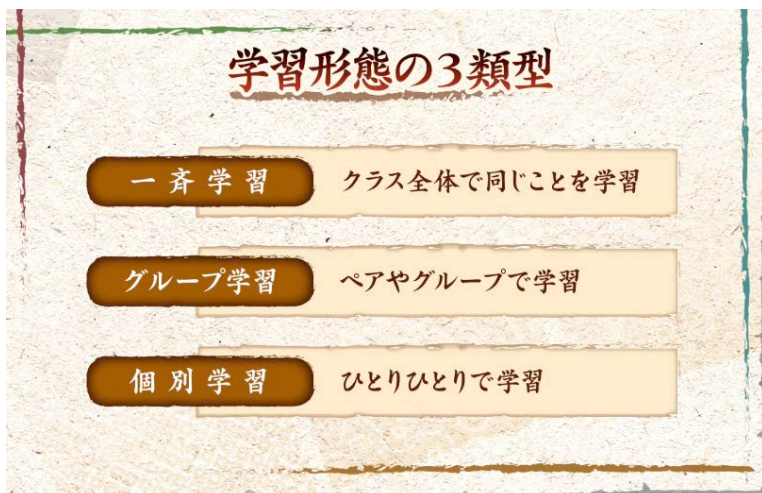 学習形態の3類型
一斉学習 クラス全体で同じことを学習
グループ学習 ペアやグループで学習
個別学習 ひとりひとりで学習